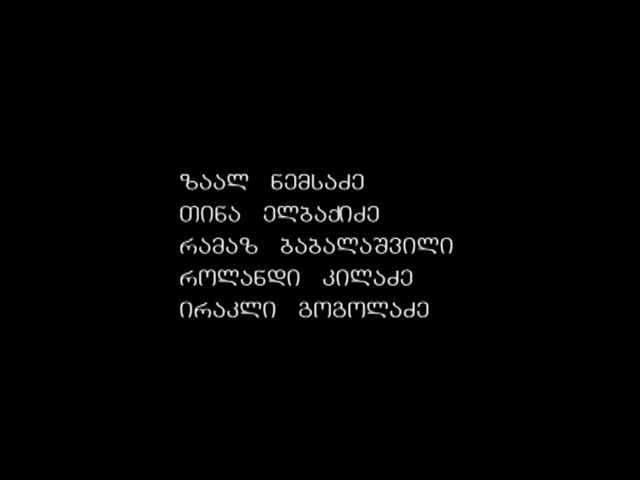 ზაალ ნემსაძე
თინა ელბაქიძე
რამაზ ბაბალაშვილი
როლანდი კილაძე
ირაკლი გოგოლაძე